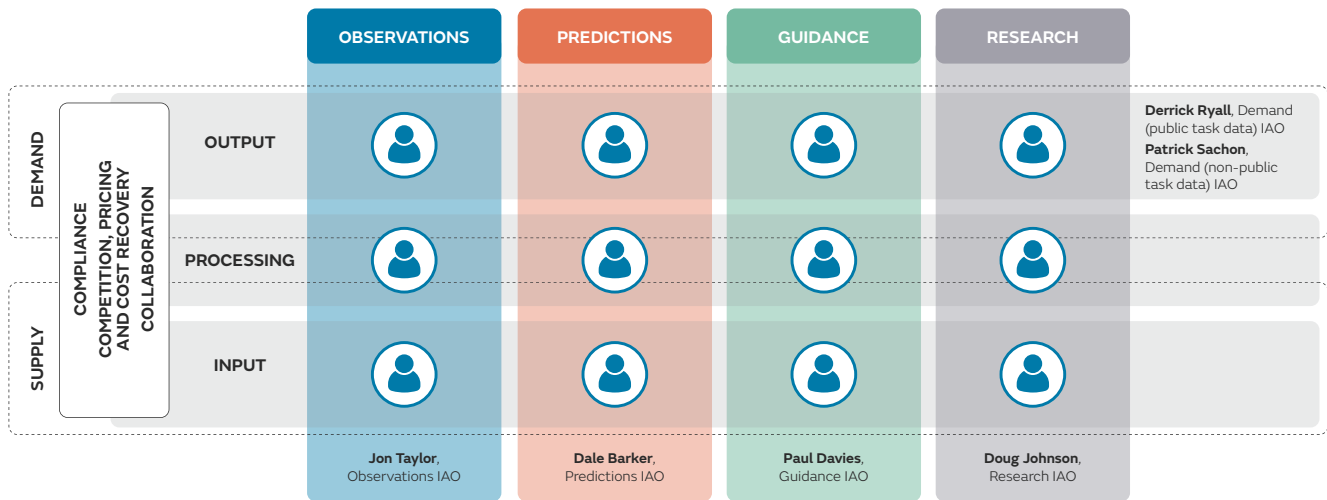 OBSERVATIONS
PREDICTIONS
GUIDANCE
RESEARCH
DEMAND
SUPPLY
COMPLIANCE
COMPETITION, PRICING
AND COST RECOVERY
COLLABORATION
OUTPUT
Derrick Ryall, Demand
(public task data) IAO
Patrick Sachon,
Demand (non-public
task data) IAO
PROCESSING
INPUT
Jon Taylor,
Observations IAO
Dale Barker,
Predictions IAO
Paul Davies,
Guidance IAO
Doug Johnson,
Research IAO